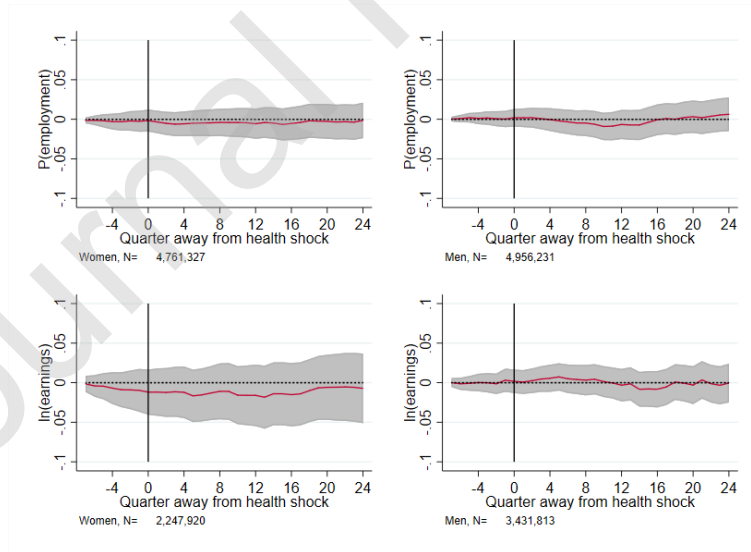 .1
.05
0
-.05
-.1
P(employment)
-4 0 4 8 12 16 20 24
Quarter away from health shock
Women, N= 4,761,327
.1
.05
0
-.05
-.1
P(employment)
-4 0 4 8 12 16 20 24
Quarter away from health shock
Men, N= 4,956,231
.1
.05
0
-.05
-.1
ln(earnings)
-4 0 4 8 12 16 20 24
Quarter away from health shock
Women, N= 2,247,920
.1
.05
0
-.05
-.1
ln(earnings)
-4 0 4 8 12 16 20 24
Quarter away from health shock
Men, N= 3,431,813
ournal